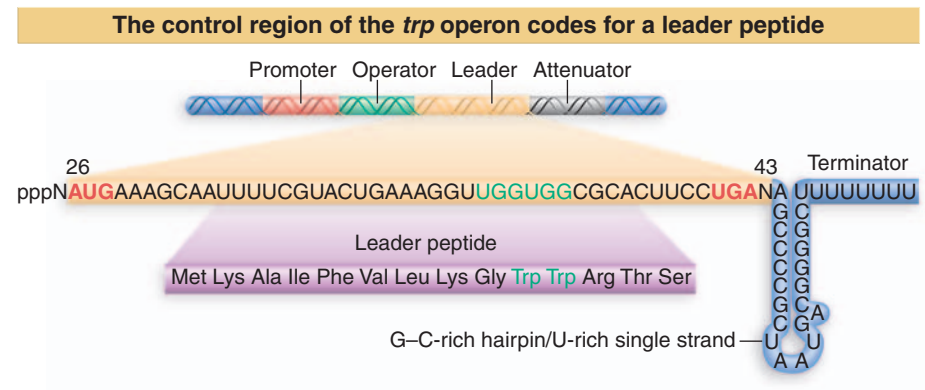 The control region of the trp operon codes for a leader peptide
Promoter Operator Leader Attenuator
26 43 Terminator
pppNAUGAAAGCAAUUUUCGUACUGAAAGGUUGGUGGCGCACUUCCUGANA UUUUUUUUU
G C
C G
C G
C G
C G
G C A
C G
U U
A A
Leader peptide
Met Lys Ala Ile Phe Val Leu Lys Gly Trp Trp Arg Thr Ser
G–C-rich hairpin/U-rich single strand